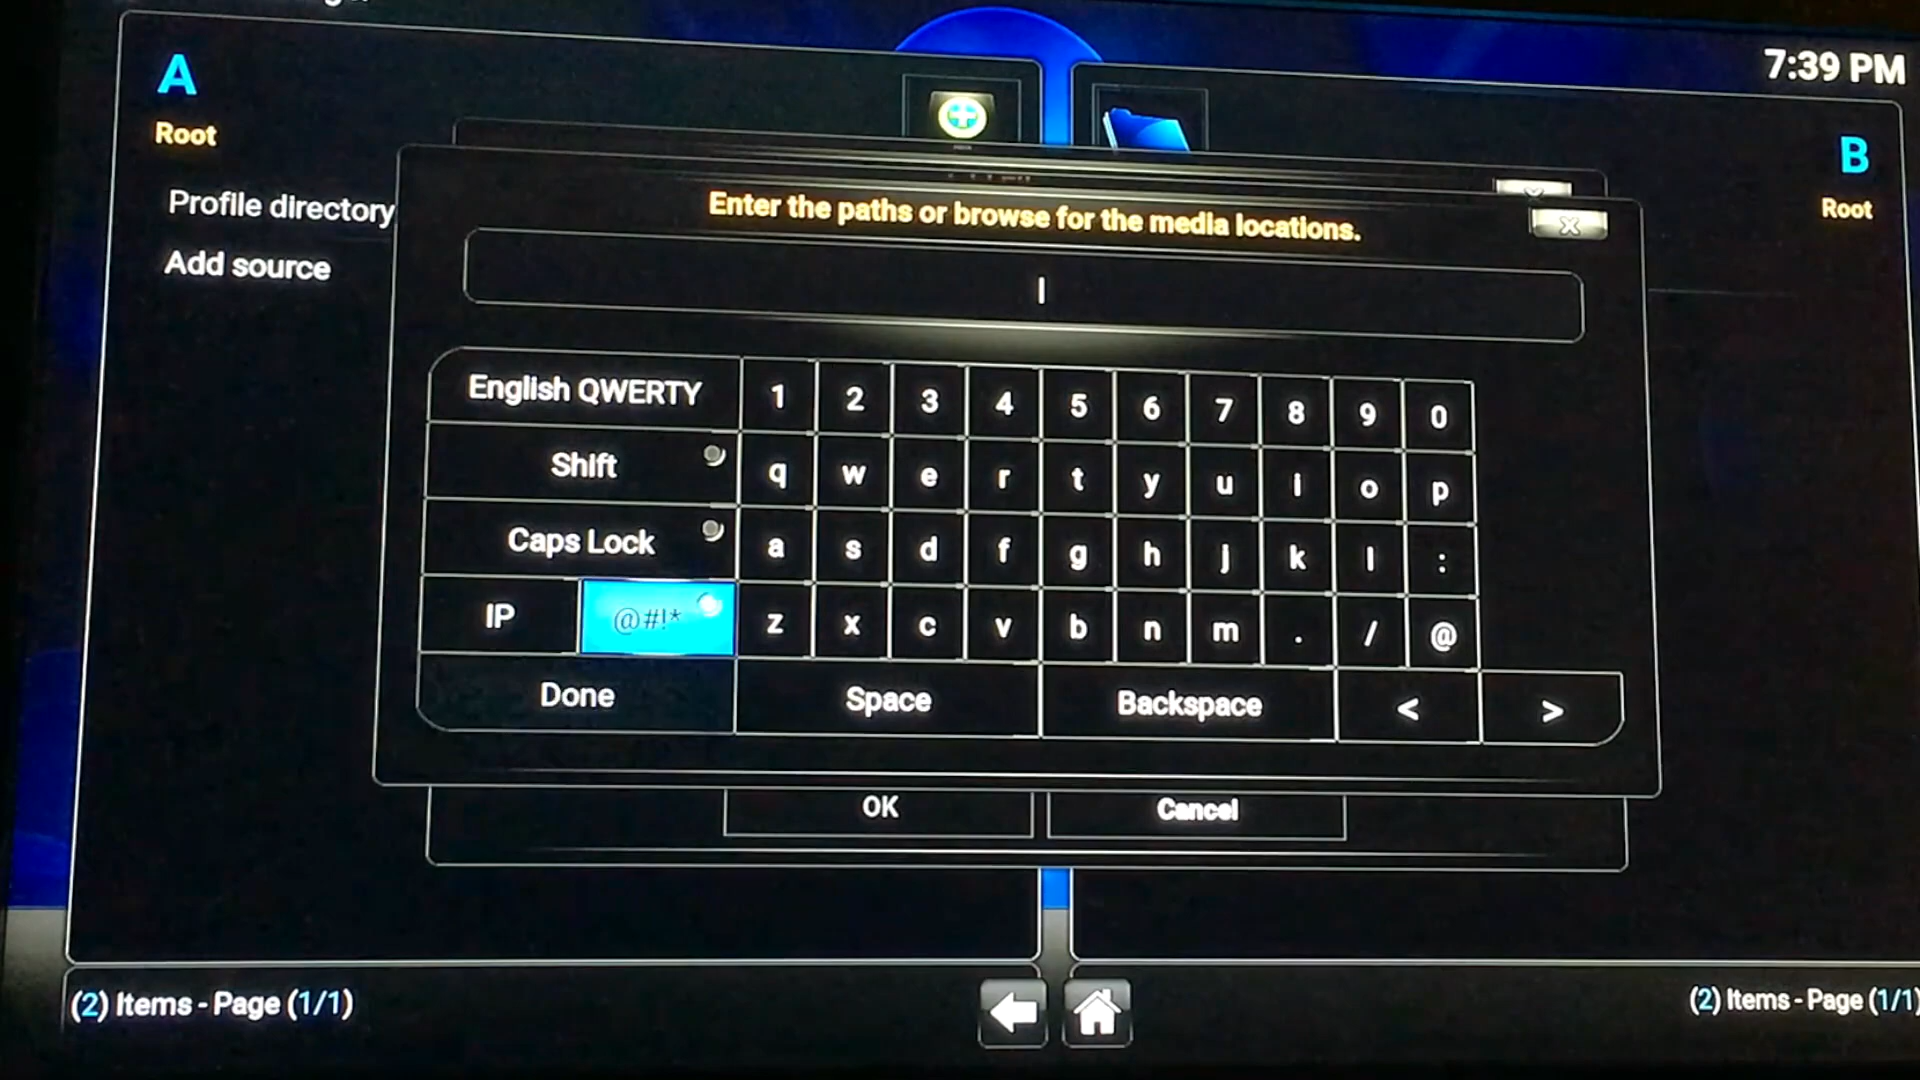 7:39 PM
A
Root
B
Root
Profile directory
Add source
Enter the paths or browse for the media locations.
English QWERTY 1 2 3 4 5 6 7 8 9 0
Shift q w e r t y u i o p
Caps Lock a s d f g h j k l :
IP @#!* z x c v b n m . / @
Done Space Backspace < >
OK Cancel
(2) Items - Page (1/1)
(2) Items - Page (1/1)